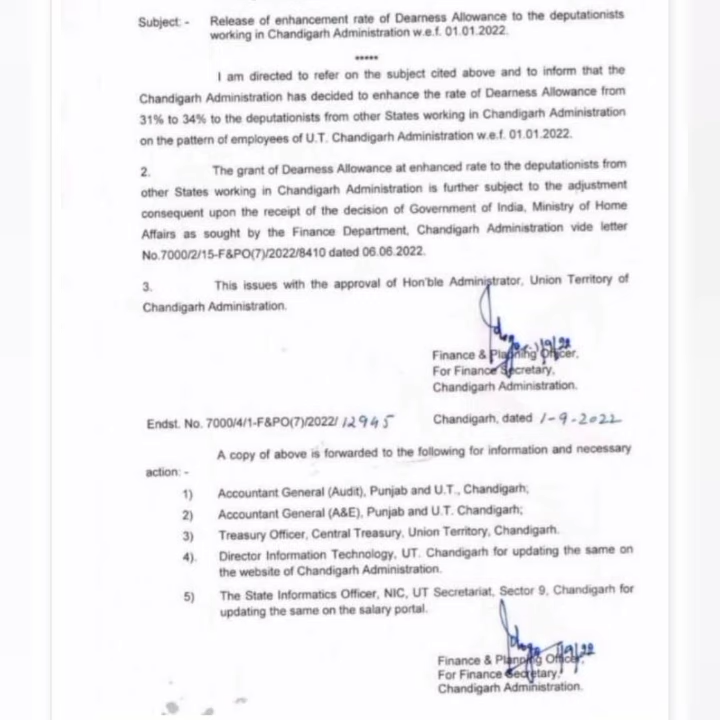 Subject: - Release of enhancement rate of Dearness Allowance to the deputationists
working in Chandigarh Administration w.e.f. 01.01.2022.
*****
I am directed to refer on the subject cited above and to inform that the
Chandigarh Administration has decided to enhance the rate of Dearness Allowance from
31% to 34% to the deputationists from other States working in Chandigarh Administration
on the pattern of employees of U.T. Chandigarh Administration w.e.f. 01.01.2022.
2. The grant of Dearness Allowance at enhanced rate to the deputationists from
other States working in Chandigarh Administration is further subject to the adjustment
consequent upon the receipt of the decision of Government of India, Ministry of Home
Affairs as sought by the Finance Department, Chandigarh Administration vide letter
No.7000/2/15-F&PO(7)/2022/8410 dated 06.06.2022.
3. This issues with the approval of Hon'ble Administrator, Union Territory of
Chandigarh Administration.
1/9/22
Finance & Planning Officer,
For Finance Secretary,
Chandigarh Administration.
Endst. No. 7000/4/1-F&PO(7)/2022/ 12945 Chandigarh, dated 1-9-2022
A copy of above is forwarded to the following for information and necessary
action: -
1) Accountant General (Audit), Punjab and U.T., Chandigarh;
2) Accountant General (A&E), Punjab and U.T. Chandigarh;
3) Treasury Officer, Central Treasury, Union Territory, Chandigarh.
4). Director Information Technology, UT. Chandigarh for updating the same on
the website of Chandigarh Administration.
5) The State Informatics Officer, NIC, UT Secretariat, Sector 9, Chandigarh for
updating the same on the salary portal.
1/9/22
Finance & Planning Officer,
For Finance Secretary,
Chandigarh Administration.